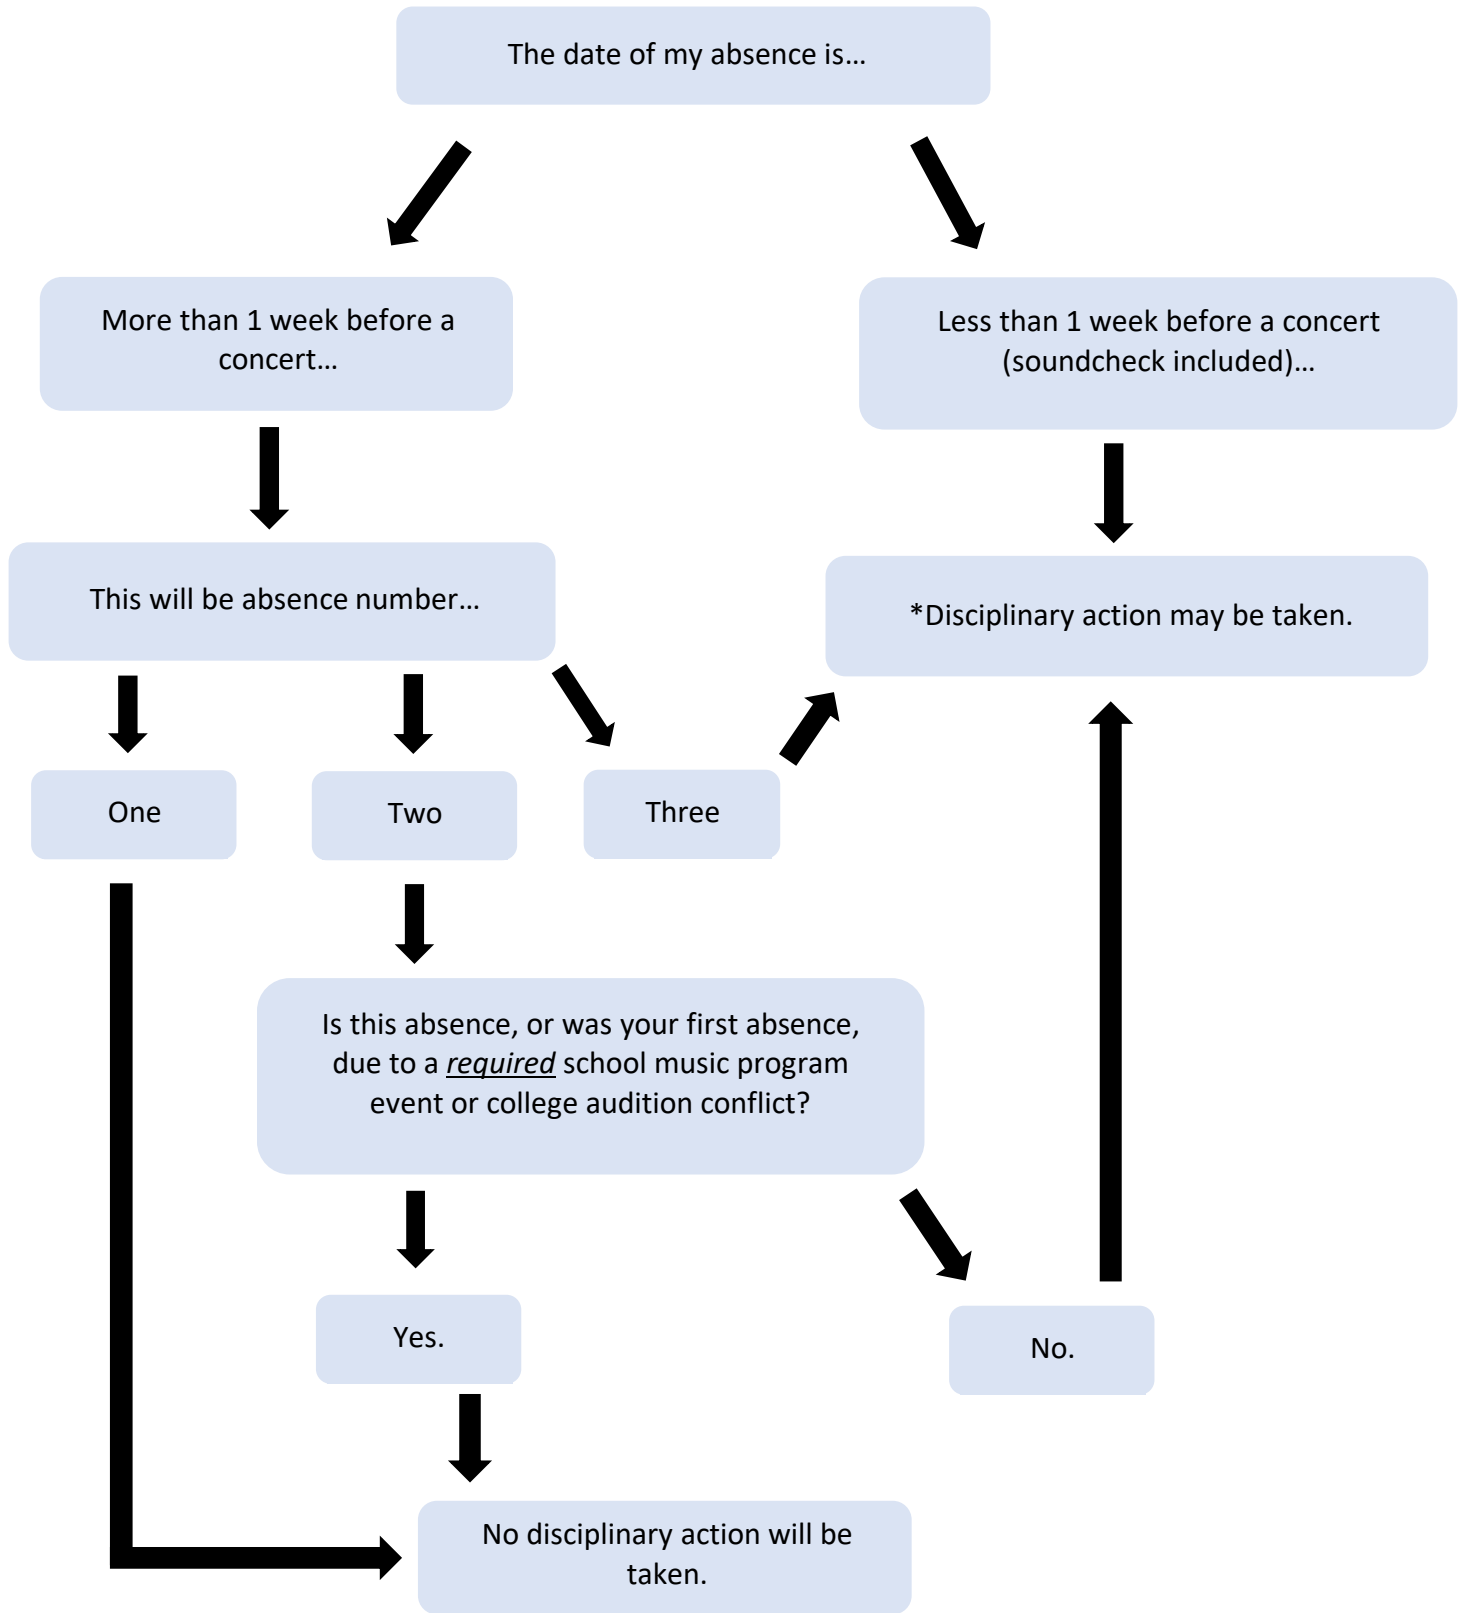 The date of my absence is…
More than 1 week before a
concert…
Less than 1 week before a concert
(soundcheck included)…
This will be absence number…
*Disciplinary action may be taken.
One
Two
Three
Is this absence, or was your first absence,
due to a required school music program
event or college audition conflict?
Yes.
No.
No disciplinary action will be
taken.